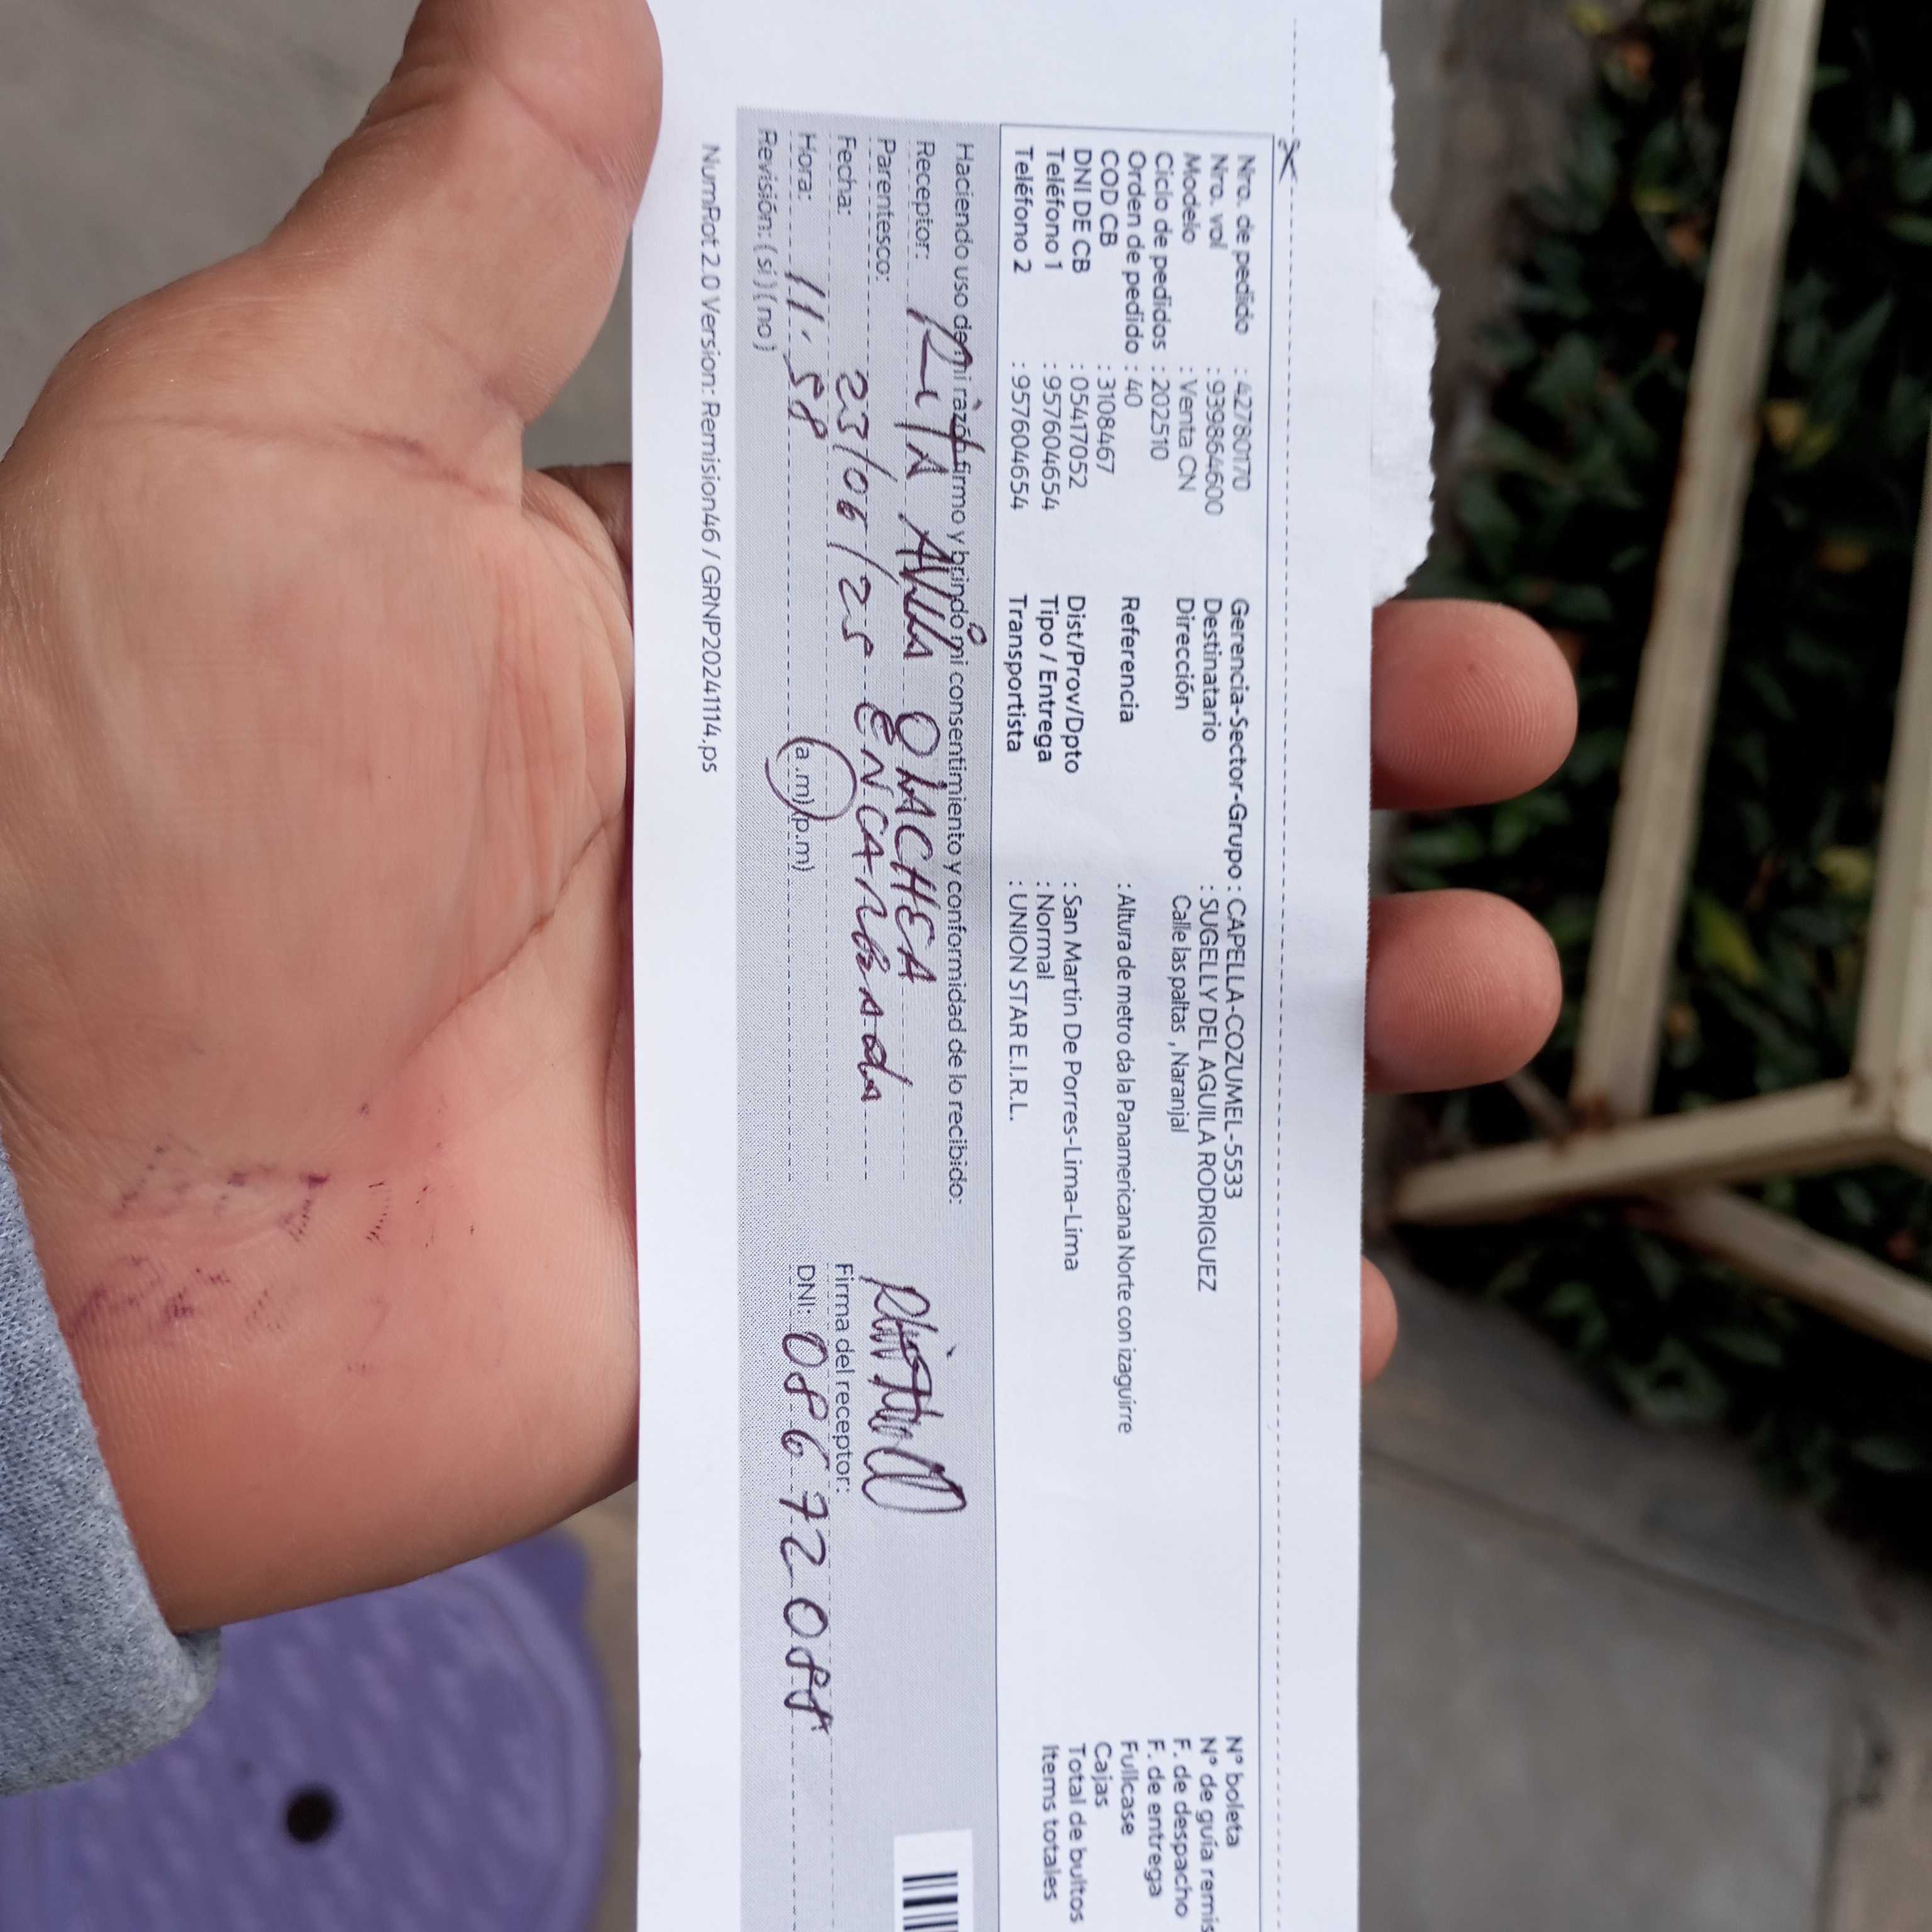 Nro. de pedido : 42780170
Nro. vol : 939864600
Modelo : Venta CN
Ciclo de pedidos : 202510
Orden de pedido : 40
COD CB : 3108467
DNI DE CB : 05417052
Teléfono 1 : 957604654
Teléfono 2 : 957604654
Gerencia-Sector-Grupo : CAPELLA-COZUMEL-5533
Destinatario : SUGELLY DEL AGUILA RODRIGUEZ
Dirección Calle las paltas , Naranjal
Referencia : Altura de metro da la Panamericana Norte con izaguirre
Dist/Prov/Dpto : San Martin De Porres-Lima-Lima
Tipo / Entrega : Normal
Transportista : UNION STAR E.I.R.L.
N° boleta
N° de guía remis
F. de despacho
F. de entrega
Fullcase
Cajas
Total de bultos
Items totales
Haciendo uso de mi razón firmo y brindo mi consentimiento y conformidad de lo recibido:
Receptor: RITA OLACHEA
Parentesco: ENCARGADA
Fecha: 23/06/25
Hora: 11:58 (a.m)(p.m)
Revisión: ( si ) ( no )
Firma del receptor:
DNI: 08672088
NumRot 2.0 Version: Remision46 / GRNP20241114.ps